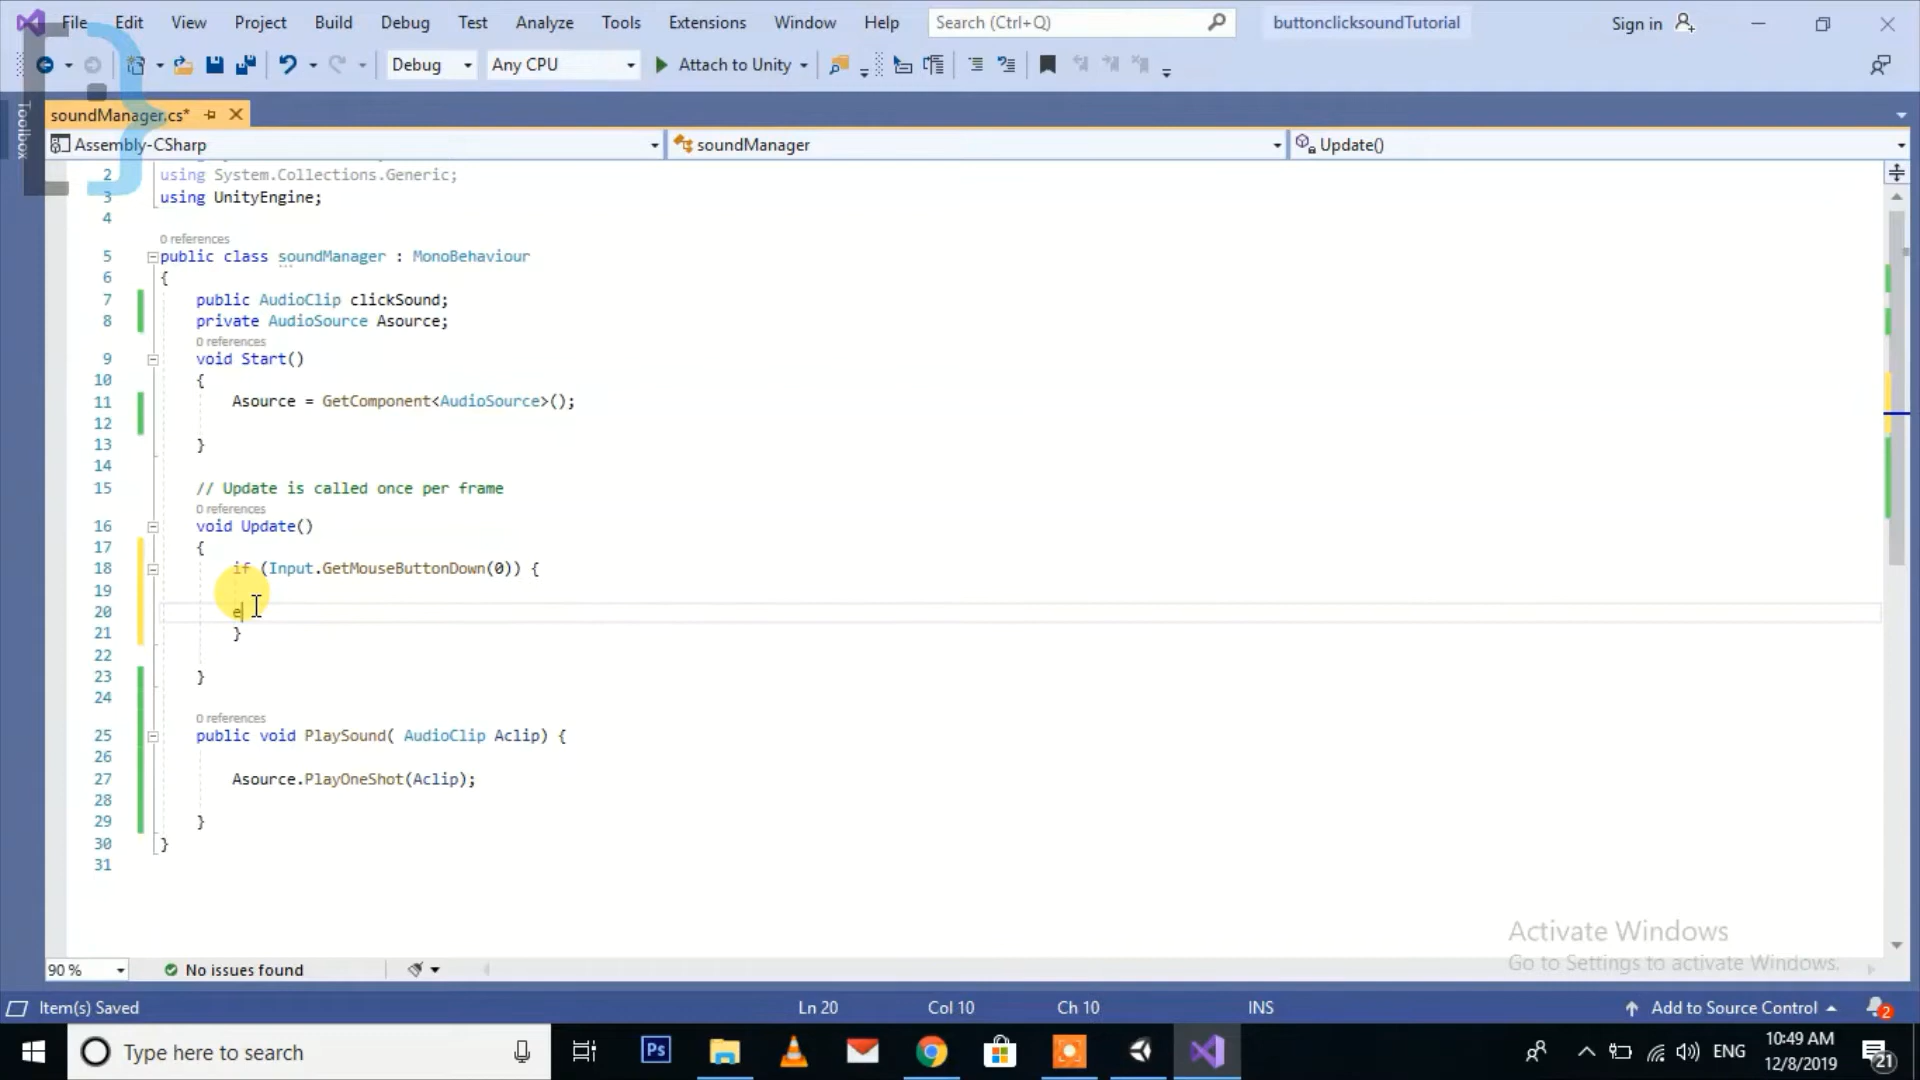 File Edit View Project Build Debug Test Analyze Tools Extensions Window Help Search (Ctrl+Q) buttonclicksoundTutorial Sign in
Debug Any CPU Attach to Unity
Toolbox
soundManager.cs*
Assembly-CSharp soundManager Update()
2 using System.Collections.Generic;
3 using UnityEngine;
4
0 references
5 public class soundManager : MonoBehaviour
6 {
7 public AudioClip clickSound;
8 private AudioSource Asource;
0 references
9 void Start()
10 {
11 Asource = GetComponent<AudioSource>();
12
13 }
14
15 // Update is called once per frame
0 references
16 void Update()
17 {
18 if (Input.GetMouseButtonDown(0)) {
19
20 e
21 }
22
23 }
24
0 references
25 public void PlaySound( AudioClip Aclip) {
26
27 Asource.PlayOneShot(Aclip);
28
29 }
30 }
31
Activate Windows
Go to Settings to activate Windows.
90 % No issues found
Item(s) Saved Ln 20 Col 10 Ch 10 INS Add to Source Control 2
Type here to search Ps ENG 10:49 AM
12/8/2019 21